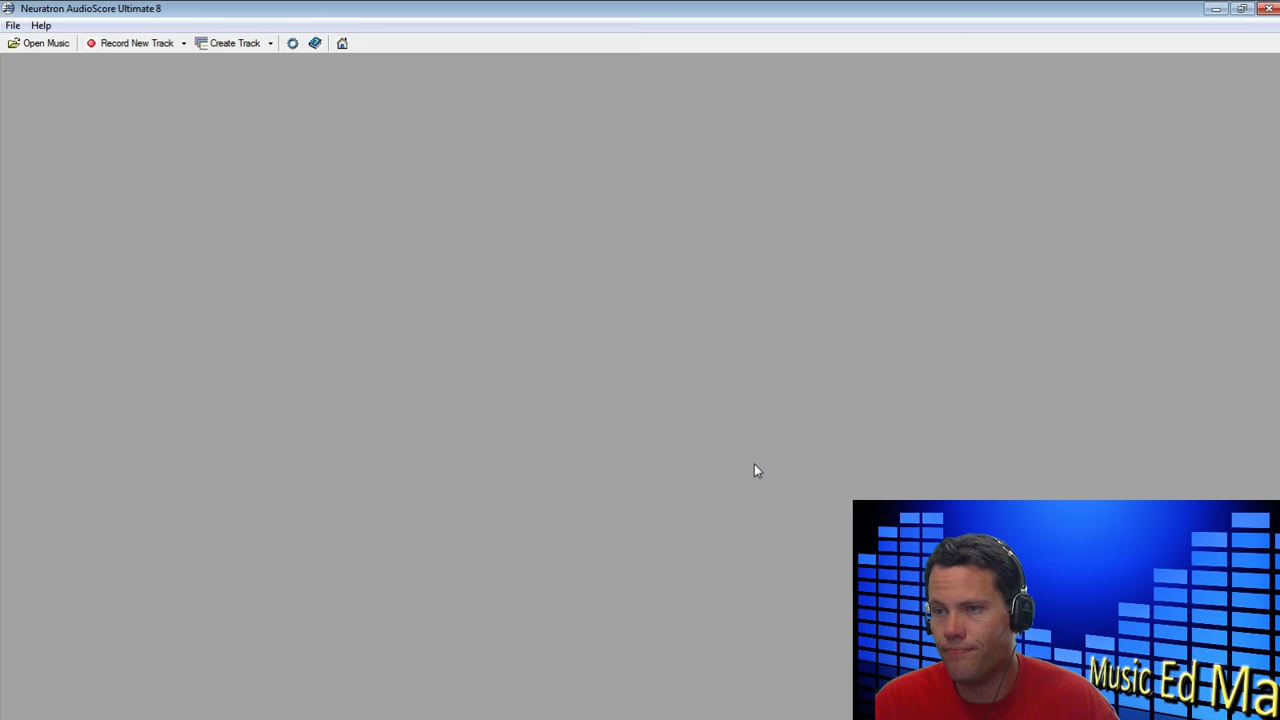 Neuratron AudioScore Ultimate 8
File Help
Open Music Record New Track Create Track
Music Ed Ma